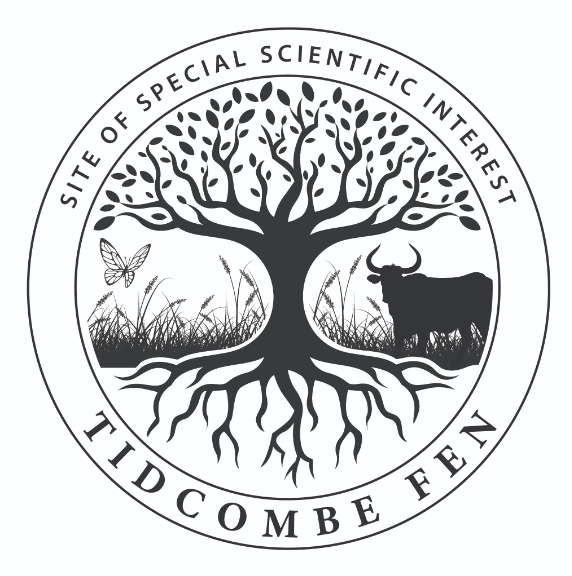 SITE OF SPECIAL SCIENTIFIC INTEREST
TIDCOMBE FEN